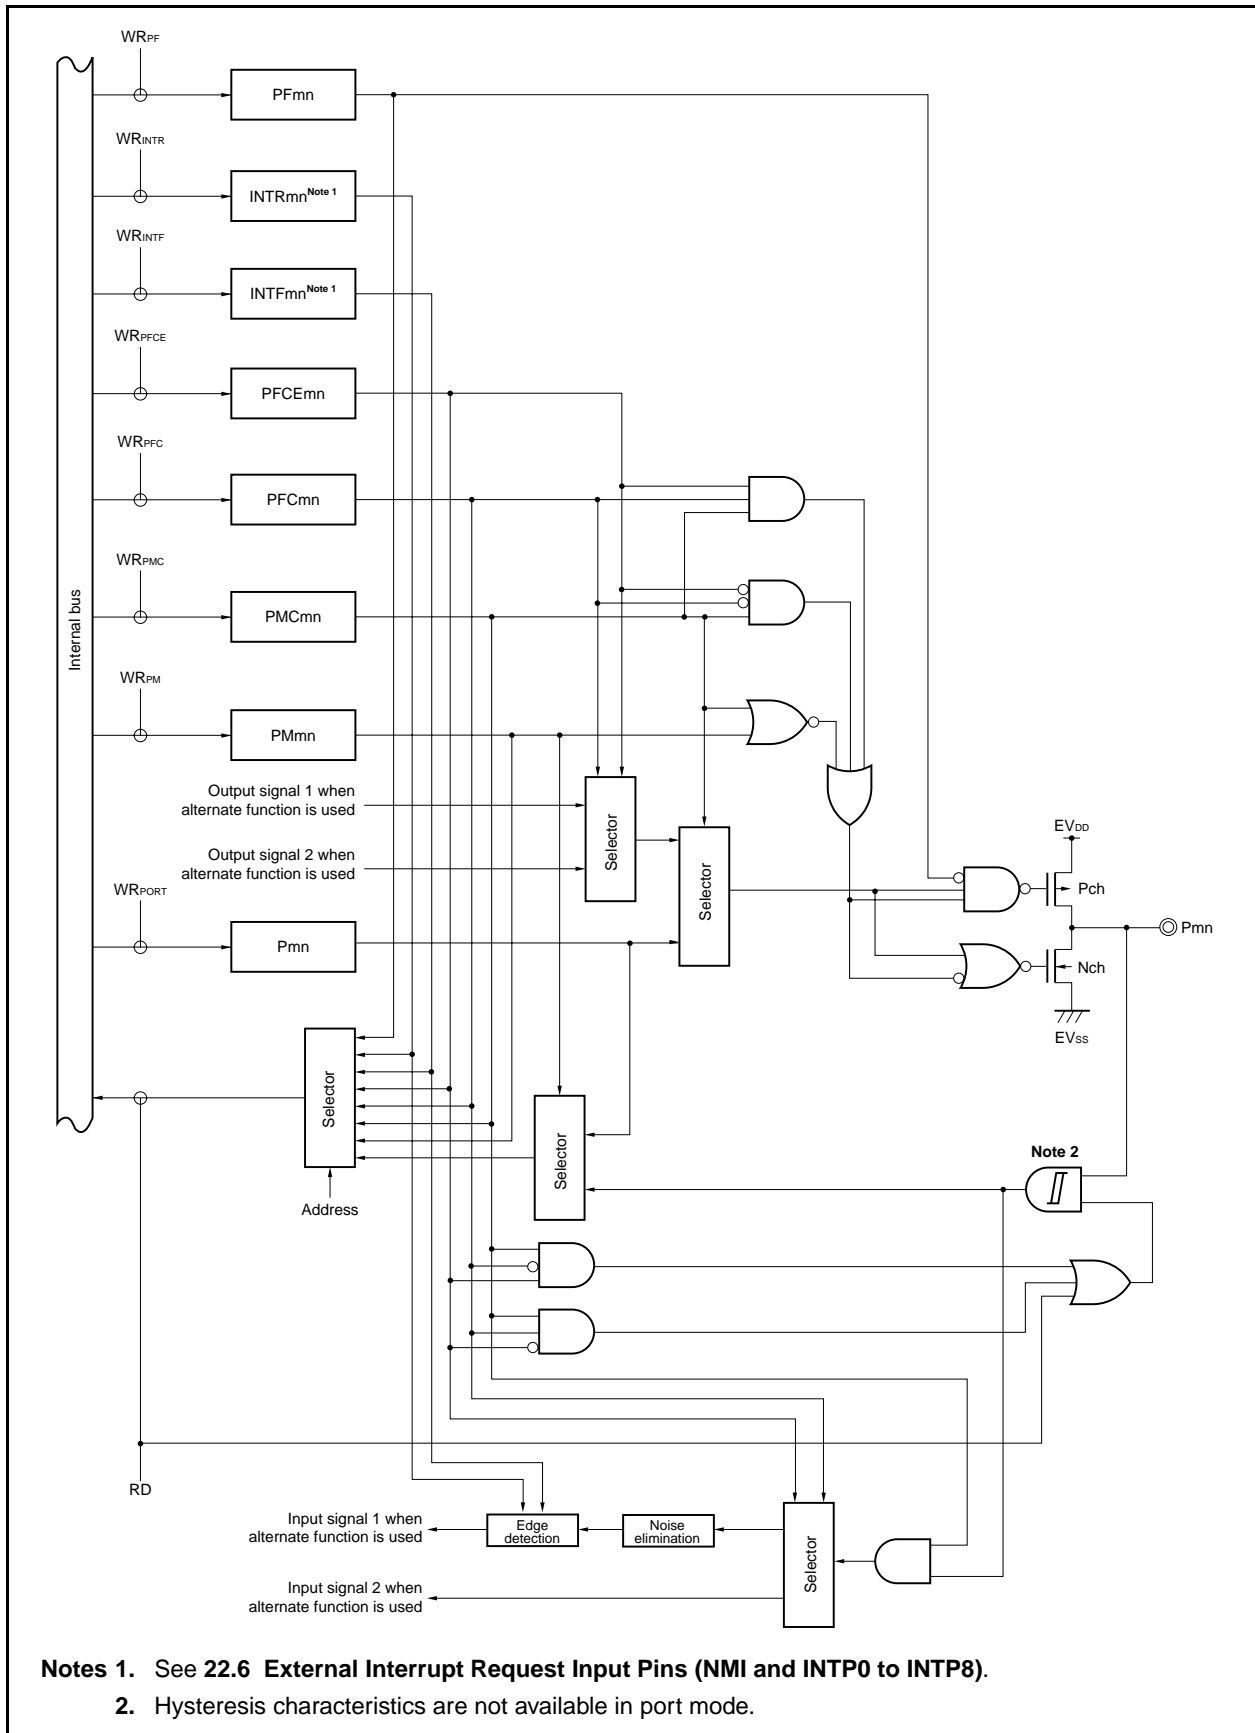 WRPF
PFmn
WRINTR
INTRmnNote 1
WRINTF
INTFmnNote 1
WRPFCE
PFCEmn
WRPFC
PFCmn
WRPMC
PMCmn
Internal bus
WRPM
PMmn
Output signal 1 when
alternate function is used
Output signal 2 when
alternate function is used
Selector
Selector
EVDD
Pch
WRPORT
Pmn
Pmn
Nch
EVSS
Selector
Selector
Note 2
Address
RD
Input signal 1 when
alternate function is used
Edge
detection
Noise
elimination
Selector
Input signal 2 when
alternate function is used
Notes 1. See 22.6 External Interrupt Request Input Pins (NMI and INTP0 to INTP8).
2. Hysteresis characteristics are not available in port mode.